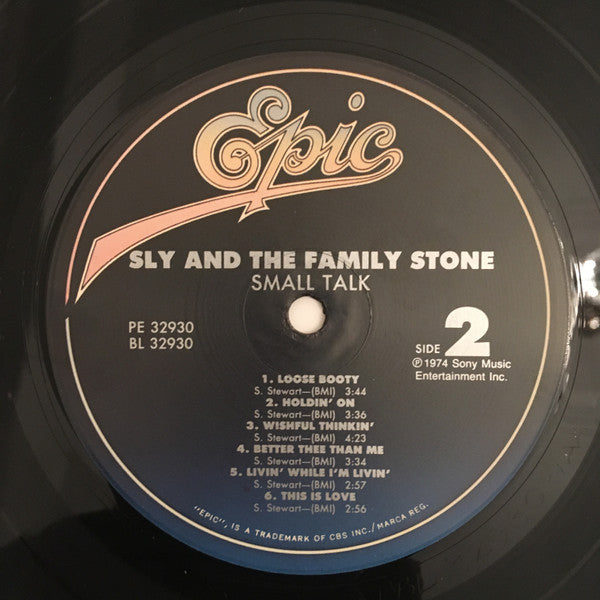 Epic
SLY AND THE FAMILY STONE
SMALL TALK
PE 32930
BL 32930
SIDE 2
℗ 1974 Sony Music
Entertainment Inc.
1. LOOSE BOOTY
S. Stewart—(BMI) 3:44
2. HOLDIN' ON
S. Stewart—(BMI) 3:36
3. WISHFUL THINKIN'
S. Stewart—(BMI) 4:23
4. BETTER THEE THAN ME
S. Stewart—(BMI) 3:34
5. LIVIN' WHILE I'M LIVIN'
S. Stewart—(BMI) 2:57
6. THIS IS LOVE
S. Stewart—(BMI) 2:56
"EPIC", IS A TRADEMARK OF CBS INC./MARCA REG.